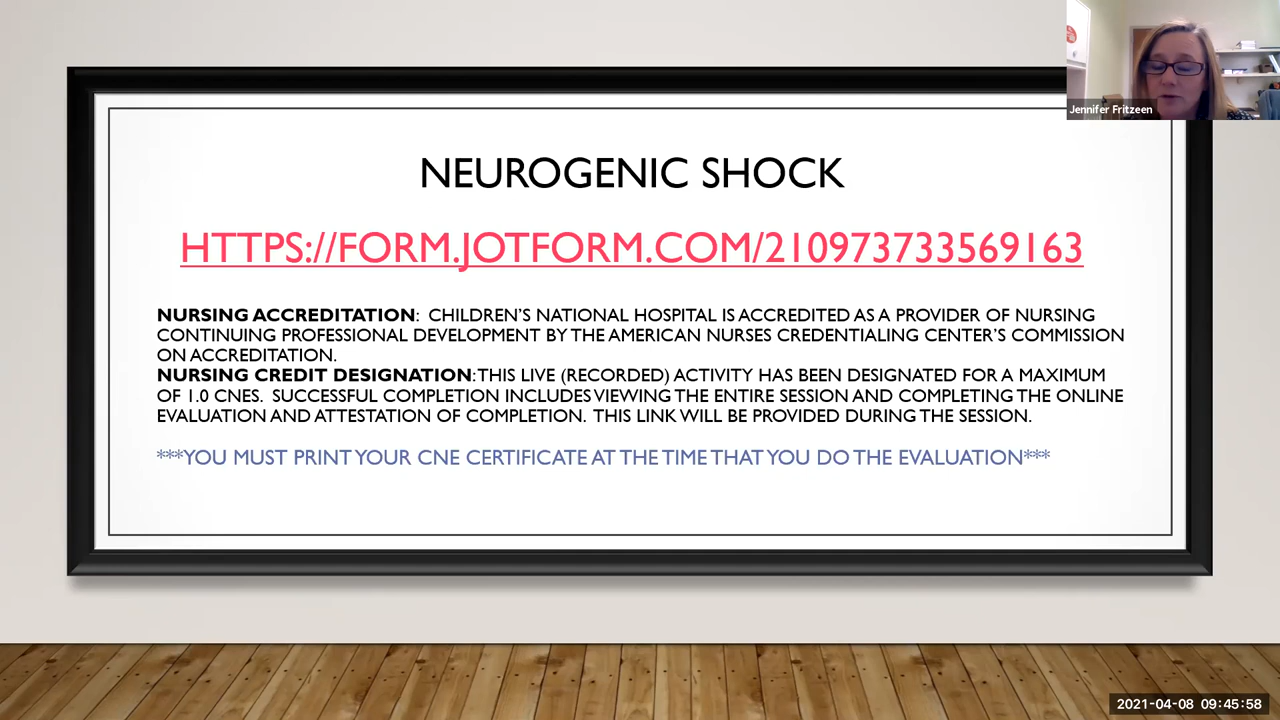 Jennifer Fritzeen
NEUROGENIC SHOCK
HTTPS://FORM.JOTFORM.COM/210973733569163
NURSING ACCREDITATION: CHILDREN'S NATIONAL HOSPITAL IS ACCREDITED AS A PROVIDER OF NURSING
CONTINUING PROFESSIONAL DEVELOPMENT BY THE AMERICAN NURSES CREDENTIALING CENTER'S COMMISSION
ON ACCREDITATION.
NURSING CREDIT DESIGNATION: THIS LIVE (RECORDED) ACTIVITY HAS BEEN DESIGNATED FOR A MAXIMUM
OF 1.0 CNES. SUCCESSFUL COMPLETION INCLUDES VIEWING THE ENTIRE SESSION AND COMPLETING THE ONLINE
EVALUATION AND ATTESTATION OF COMPLETION. THIS LINK WILL BE PROVIDED DURING THE SESSION.
***YOU MUST PRINT YOUR CNE CERTIFICATE AT THE TIME THAT YOU DO THE EVALUATION***
2021-04-08 09:45:58